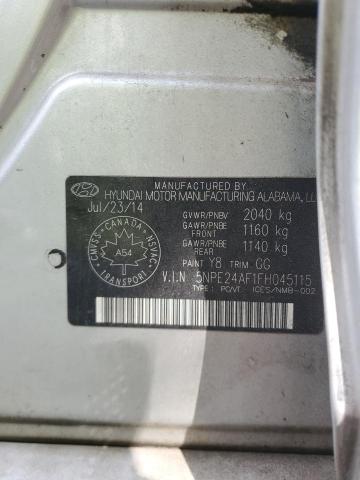 MANUFACTURED BY
HYUNDAI MOTOR MANUFACTURING ALABAMA, LL
Jul/23/14
GVWR/PNBV 2040 kg
GAWR/PNBE FRONT 1160 kg
GAWR/PNBE REAR 1140 kg
PAINT Y8 TRIM GG
V.I.N 5NPE24AF1FH045115
TYPE: PC/VT ICES/NMB-002
CMISS CANADA NSVAC
A54
TRANSPORT